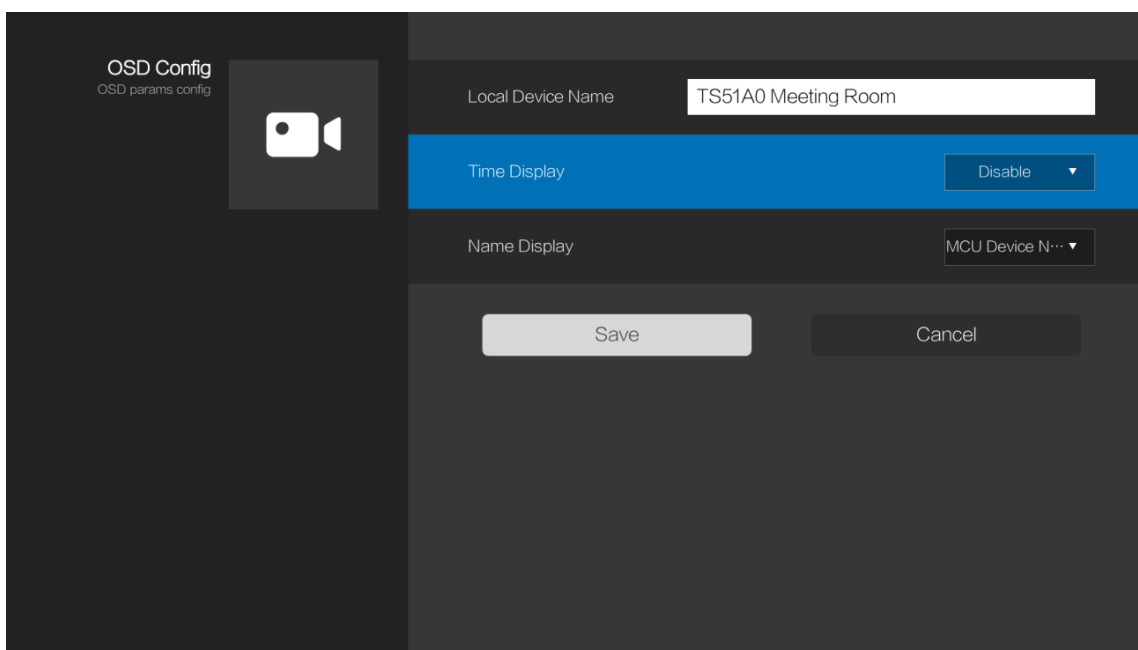 OSD Config
OSD params config
Local Device Name TS51A0 Meeting Room
Time Display Disable
Name Display MCU Device N···
Save Cancel